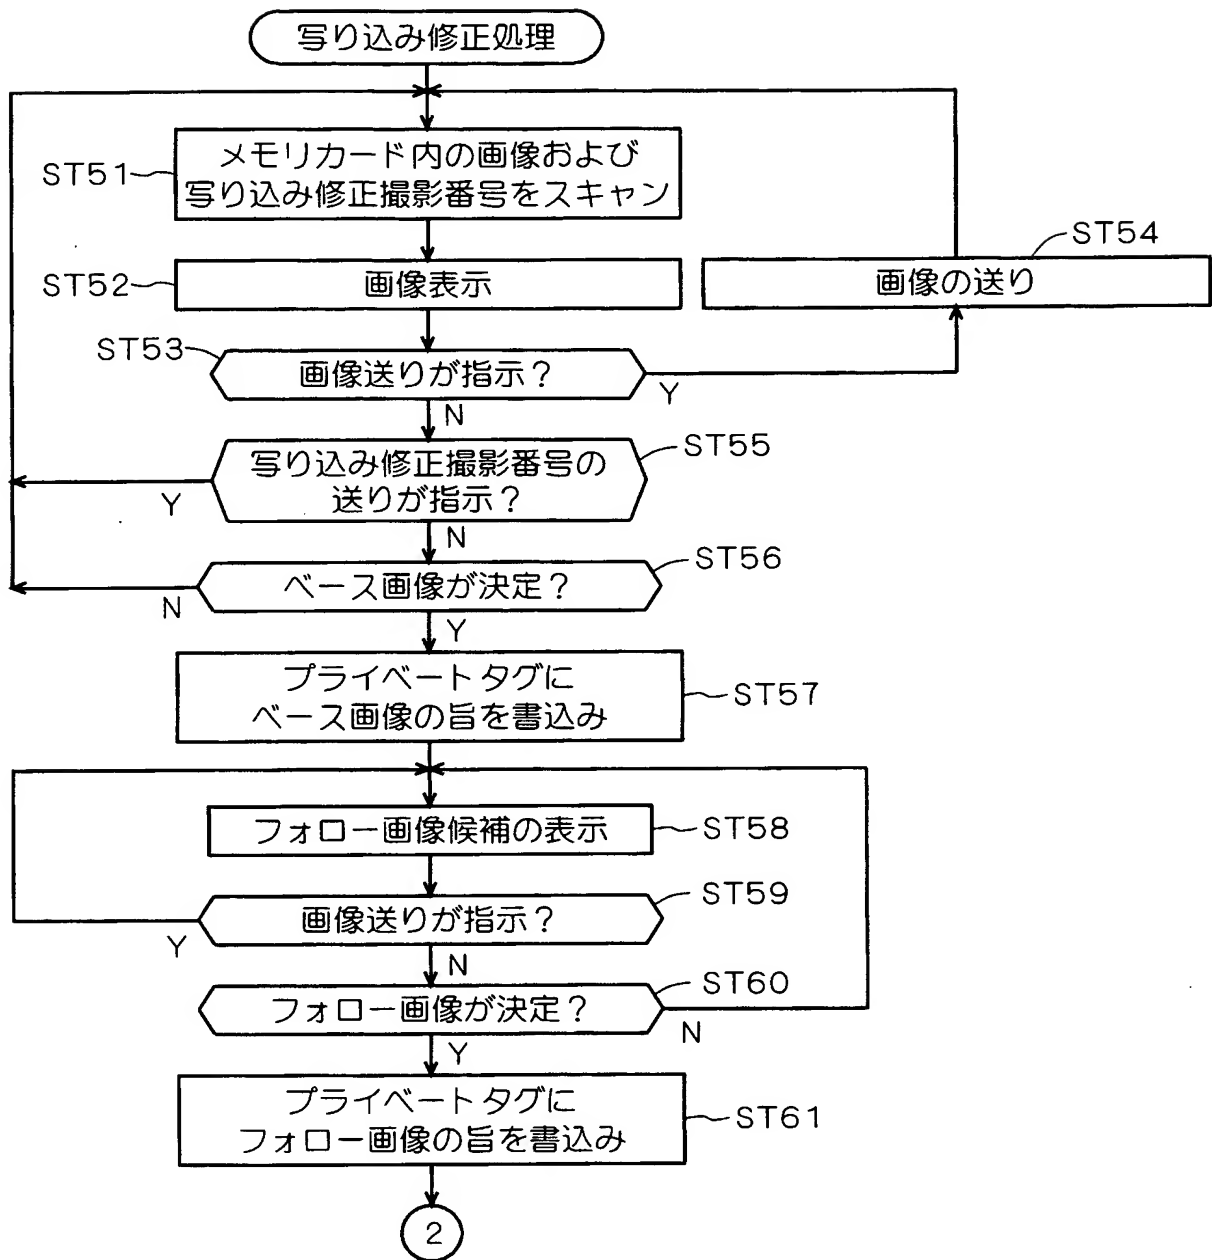 写り込み修正処理
ST51
メモリカード内の画像および
写り込み修正撮影番号をスキャン
ST54
ST52
画像表示
画像の送り
ST53
画像送りが指示？
Y
N
ST55
写り込み修正撮影番号の
送りが指示？
Y
N
ST56
ベース画像が決定？
N
Y
プライベートタグに
ベース画像の旨を書込み
ST57
フォロー画像候補の表示
ST58
ST59
画像送りが指示？
Y
N
ST60
フォロー画像が決定？
N
Y
プライベートタグに
フォロー画像の旨を書込み
ST61
2